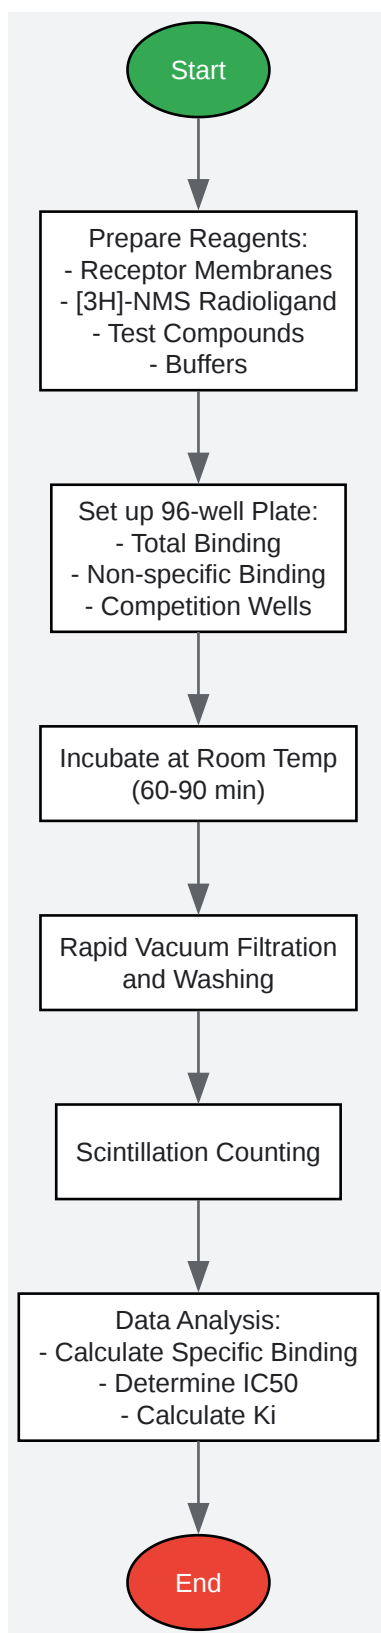 Start
Prepare Reagents:
- Receptor Membranes
- [3H]-NMS Radioligand
- Test Compounds
- Buffers
Set up 96-well Plate:
- Total Binding
- Non-specific Binding
- Competition Wells
Incubate at Room Temp
(60-90 min)
Rapid Vacuum Filtration
and Washing
Scintillation Counting
Data Analysis:
- Calculate Specific Binding
- Determine IC50
- Calculate Ki
End